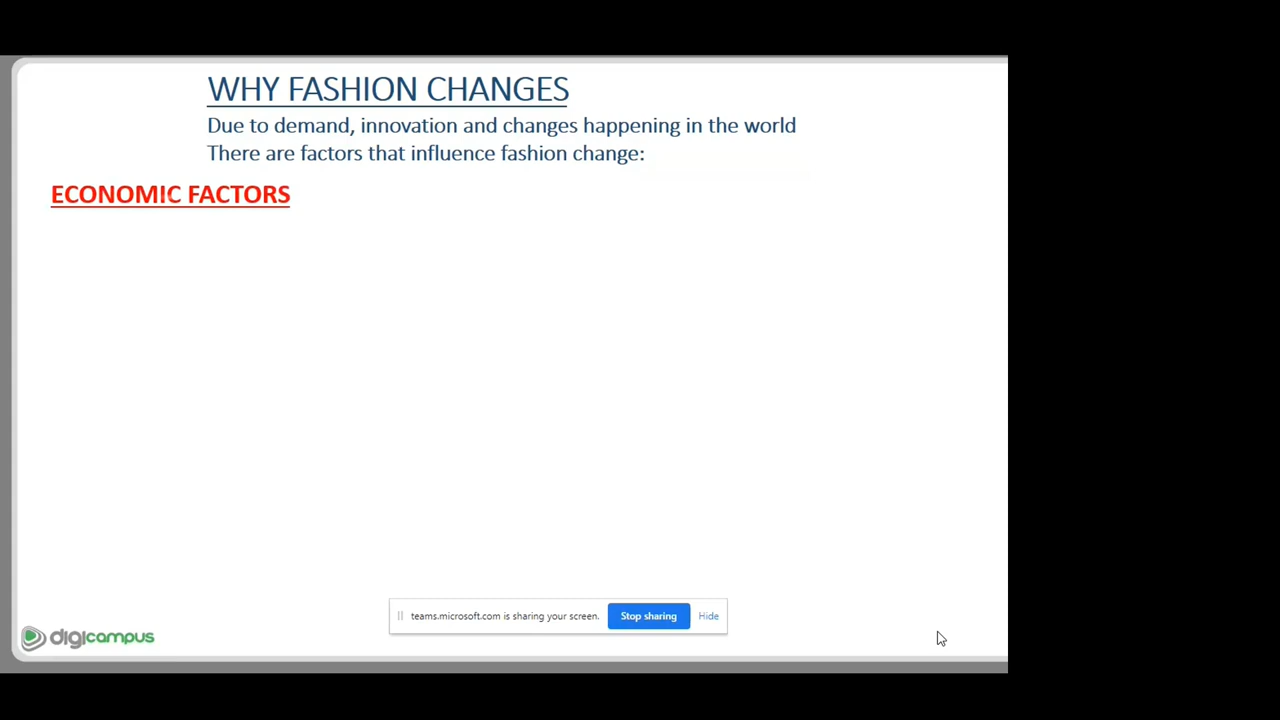 WHY FASHION CHANGES
Due to demand, innovation and changes happening in the world
There are factors that influence fashion change:
ECONOMIC FACTORS
teams.microsoft.com is sharing your screen.
Stop sharing
Hide
digicampus